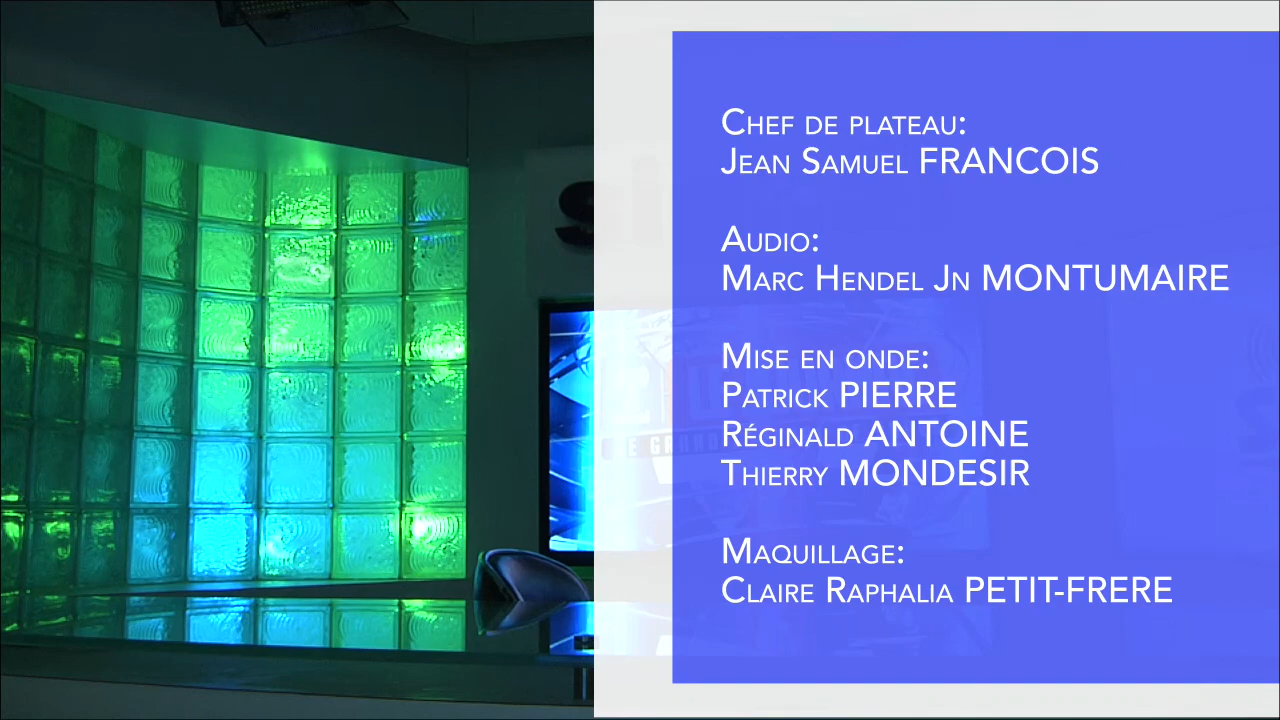 Chef de plateau:
Jean Samuel FRANCOIS
Audio:
Marc Hendel Jn MONTUMAIRE
Mise en onde:
Patrick PIERRE
Réginald ANTOINE
Thierry MONDESIR
Maquillage:
Claire Raphalia PETIT-FRERE